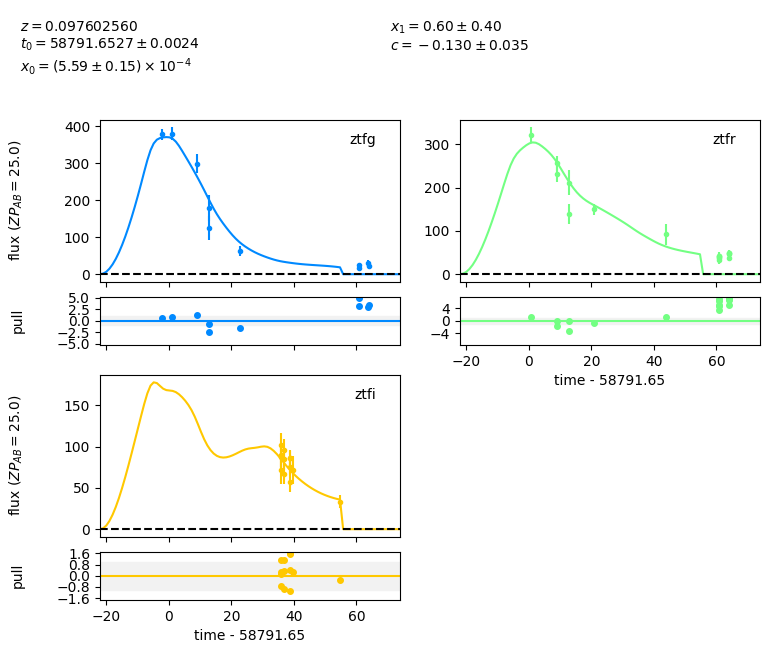 z = 0.097602560
t₀ = 58791.6527 ± 0.0024
x₀ = (5.59 ± 0.15) × 10⁻⁴
x₁ = 0.60 ± 0.40
c = −0.130 ± 0.035
flux (ZP_AB = 25.0)
400
300
200
100
0
ztfg
300
200
100
0
ztfr
pull
5.0
2.5
0.0
−2.5
−5.0
4
0
−4
−20 0 20 40 60
time - 58791.65
flux (ZP_AB = 25.0)
150
100
50
0
ztfi
pull
1.6
0.8
0.0
−0.8
−1.6
−20 0 20 40 60
time - 58791.65